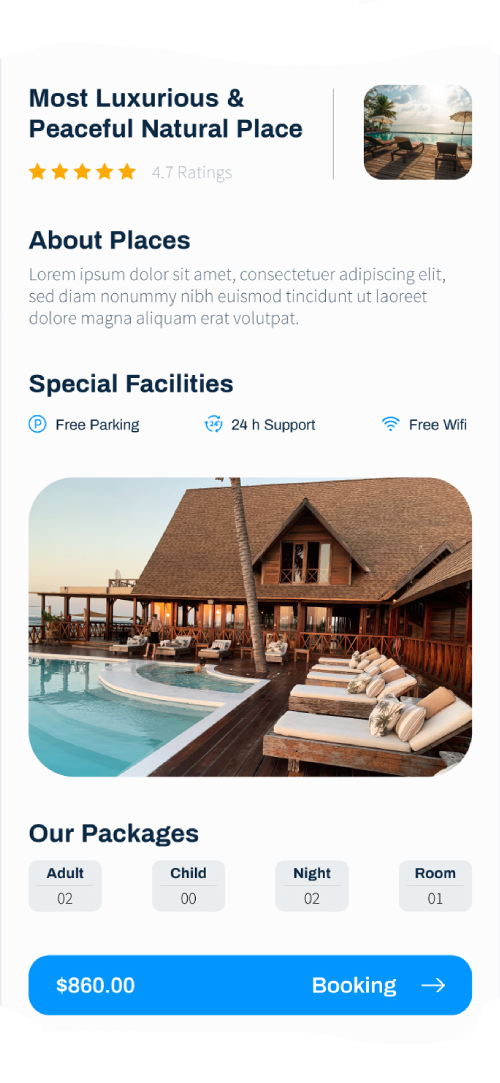 Most Luxurious &
Peaceful Natural Place
4.7 Ratings
About Places
Lorem ipsum dolor sit amet, consectetuer adipiscing elit,
sed diam nonummy nibh euismod tincidunt ut laoreet
dolore magna aliquam erat volutpat.
Special Facilities
P Free Parking 24 24 h Support Free Wifi
Our Packages
Adult Child Night Room
02 00 02 01
$860.00 Booking